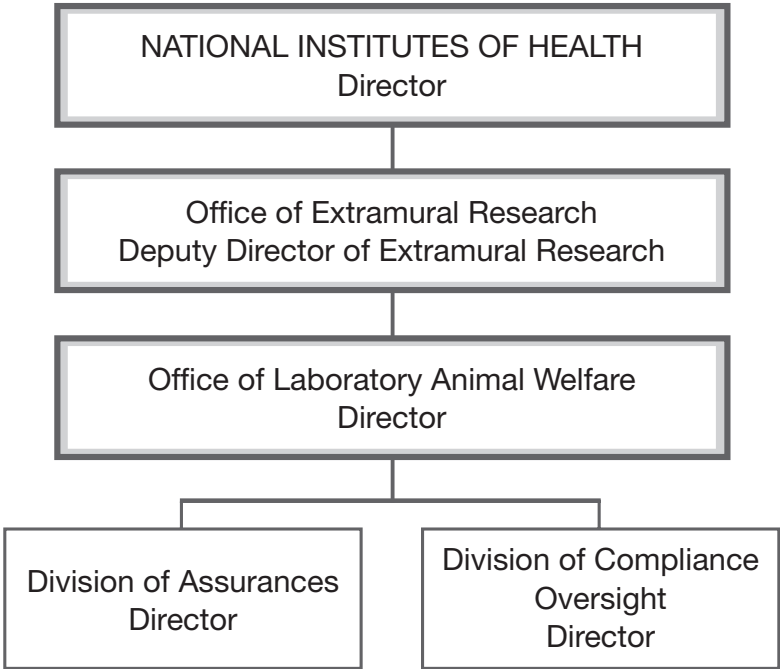 NATIONAL INSTITUTES OF HEALTH
Director
Office of Extramural Research
Deputy Director of Extramural Research
Office of Laboratory Animal Welfare
Director
Division of Assurances
Director
Division of Compliance
Oversight
Director